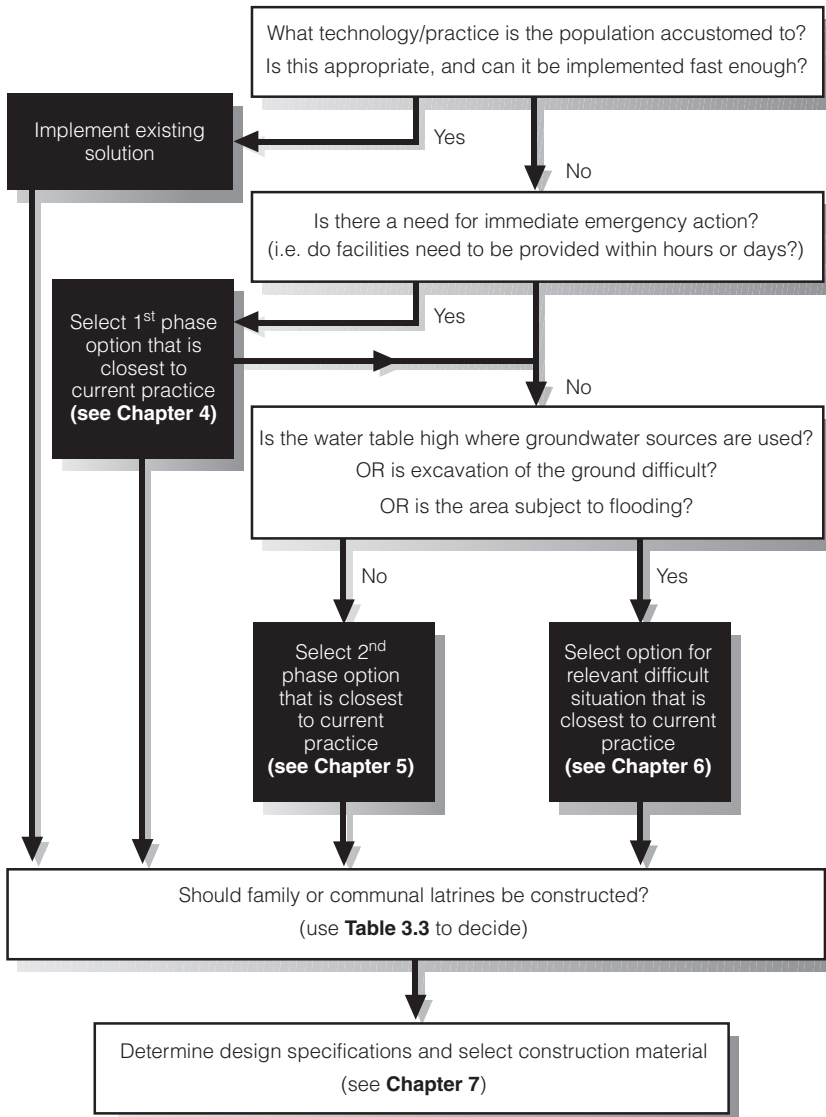 What technology/practice is the population accustomed to?
Is this appropriate, and can it be implemented fast enough?
Implement existing
solution
Yes
No
Is there a need for immediate emergency action?
(i.e. do facilities need to be provided within hours or days?)
Select 1st phase
option that is
closest to
current practice
(see Chapter 4)
Yes
No
Is the water table high where groundwater sources are used?
OR is excavation of the ground difficult?
OR is the area subject to flooding?
No
Yes
Select 2nd
phase option
that is closest
to current
practice
(see Chapter 5)
Select option for
relevant difficult
situation that is
closest to current
practice
(see Chapter 6)
Should family or communal latrines be constructed?
(use Table 3.3 to decide)
Determine design specifications and select construction material
(see Chapter 7)